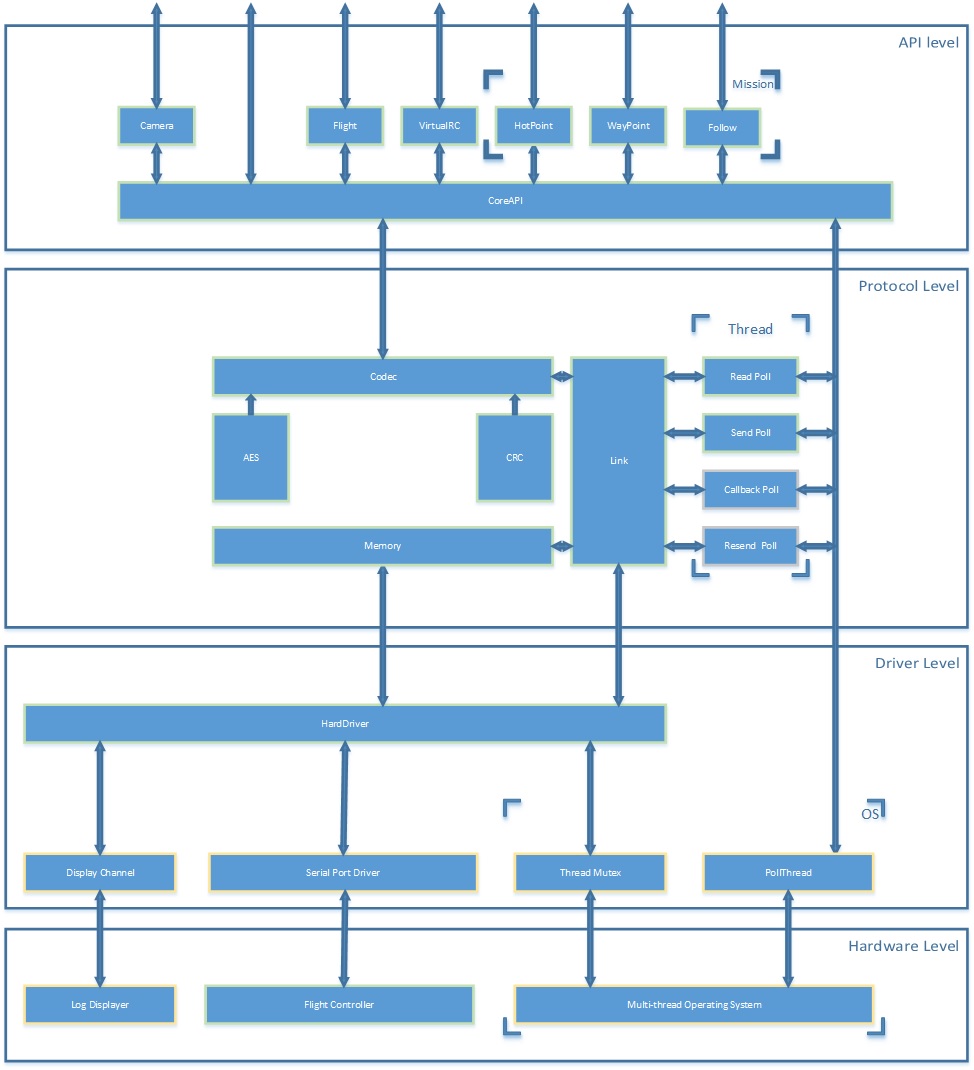 API level
Mission
Camera
Flight
VirtualRC
HotPoint
WayPoint
Follow
CoreAPI
Protocol Level
Thread
Codec
Read Poll
Send Poll
AES
CRC
Link
Callback Poll
Memory
Resend Poll
Driver Level
HardDriver
OS
Display Channel
Serial Port Driver
Thread Mutex
PollThread
Hardware Level
Log Displayer
Flight Controller
Multi-thread Operating System